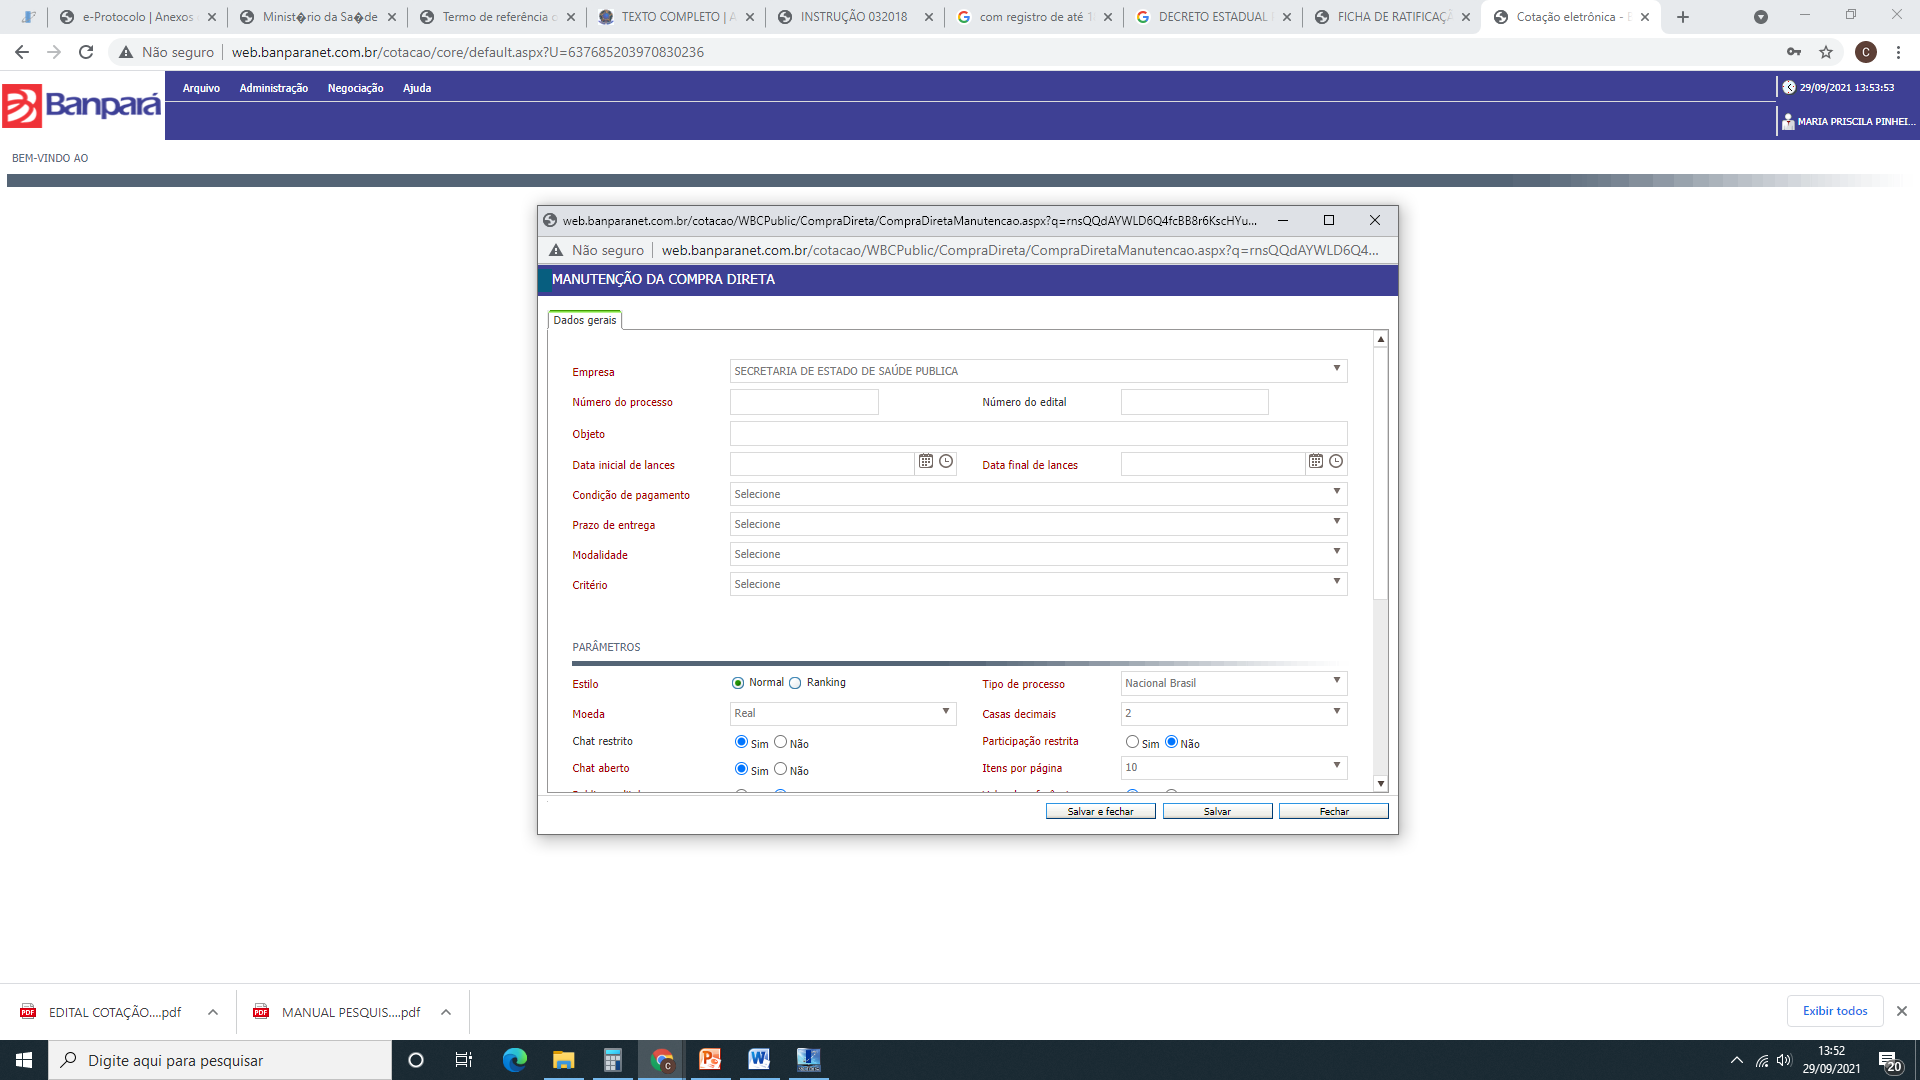 e-Protocolo | Anexos
Minist�rio da Sa�de
Termo de referência
TEXTO COMPLETO |
INSTRUÇÃO 032018
com registro de até
DECRETO ESTADUAL
FICHA DE RATIFICAÇÃ
Cotação eletrônica -
Não seguro
web.banparanet.com.br/cotacao/core/default.aspx?U=637685203970830236
C
Banpará
Arquivo Administração Negociação Ajuda
29/09/2021 13:53:53
MARIA PRISCILA PINHEI...
BEM-VINDO AO
web.banparanet.com.br/cotacao/WBCPublic/CompraDireta/CompraDiretaManutencao.aspx?q=rnsQQdAYWLD6Q4fcBB8r6KscHYu...
Não seguro web.banparanet.com.br/cotacao/WBCPublic/CompraDireta/CompraDiretaManutencao.aspx?q=rnsQQdAYWLD6Q4...
MANUTENÇÃO DA COMPRA DIRETA
Dados gerais
Empresa SECRETARIA DE ESTADO DE SAÚDE PUBLICA
Número do processo Número do edital
Objeto
Data inicial de lances Data final de lances
Condição de pagamento Selecione
Prazo de entrega Selecione
Modalidade Selecione
Critério Selecione
PARÂMETROS
Estilo Normal Ranking Tipo de processo Nacional Brasil
Moeda Real Casas decimais 2
Chat restrito Sim Não Participação restrita Sim Não
Chat aberto Sim Não Itens por página 10
Salvar e fechar Salvar Fechar
EDITAL COTAÇÃO....pdf
MANUAL PESQUIS....pdf
Exibir todos
Digite aqui para pesquisar
13:52
29/09/2021
20